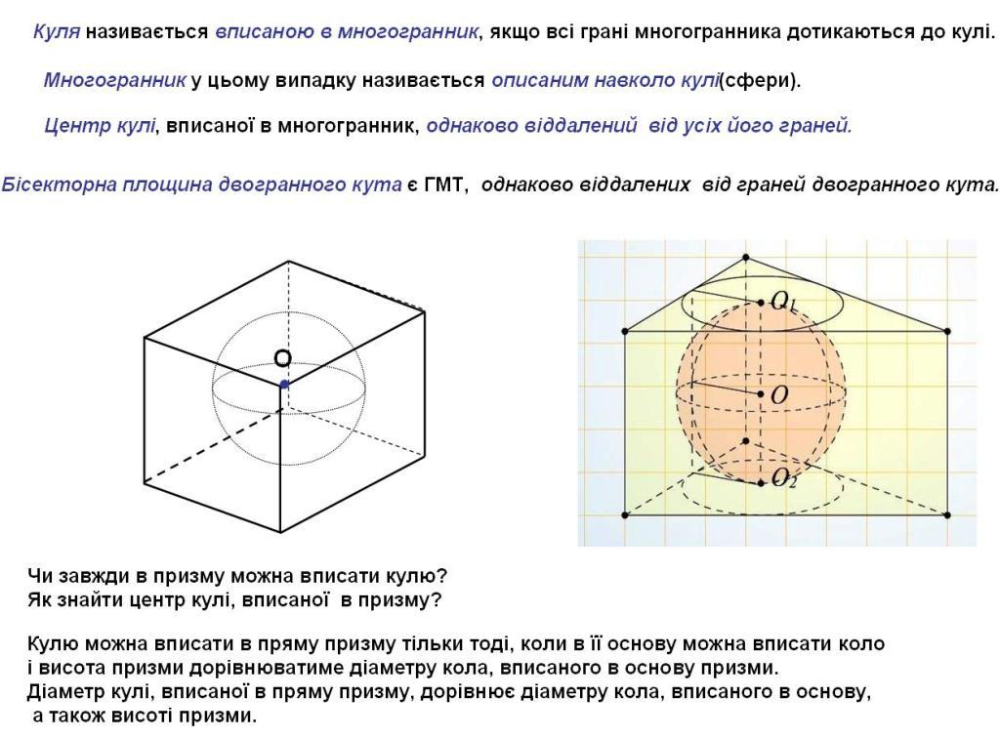 Куля називається вписаною в многогранник, якщо всі грані многогранника дотикаються до кулі.
Многогранник у цьому випадку називається описаним навколо кулі(сфери).
Центр кулі, вписаної в многогранник, однаково віддалений від усіх його граней.
Бісекторна площина двогранного кута є ГМТ, однаково віддалених від граней двогранного кута.
O
O₁
O
O₂
Чи завжди в призму можна вписати кулю?
Як знайти центр кулі, вписаної в призму?
Кулю можна вписати в пряму призму тільки тоді, коли в її основу можна вписати коло
і висота призми дорівнюватиме діаметру кола, вписаного в основу призми.
Діаметр кулі, вписаної в пряму призму, дорівнює діаметру кола, вписаного в основу,
а також висоті призми.